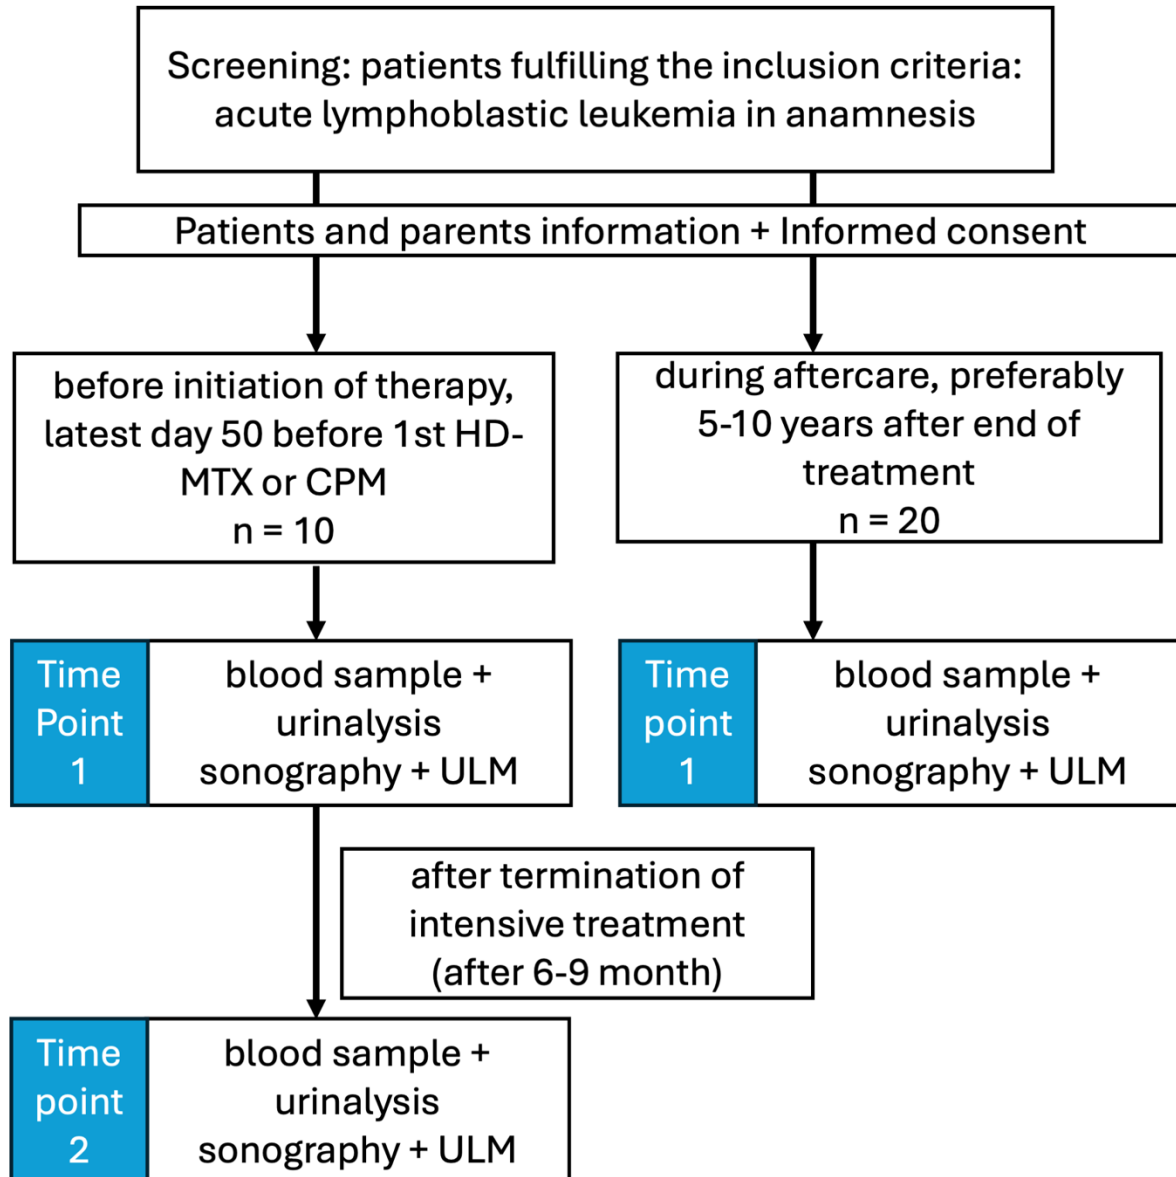 Screening: patients fulfilling the inclusion criteria:
acute lymphoblastic leukemia in anamnesis
Patients and parents information + Informed consent
before initiation of therapy,
latest day 50 before 1st HD-
MTX or CPM
n = 10
during aftercare, preferably
5-10 years after end of
treatment
n = 20
Time
Point
1
blood sample +
urinalysis
sonography + ULM
Time
point
1
blood sample +
urinalysis
sonography + ULM
after termination of
intensive treatment
(after 6-9 month)
Time
point
2
blood sample +
urinalysis
sonography + ULM